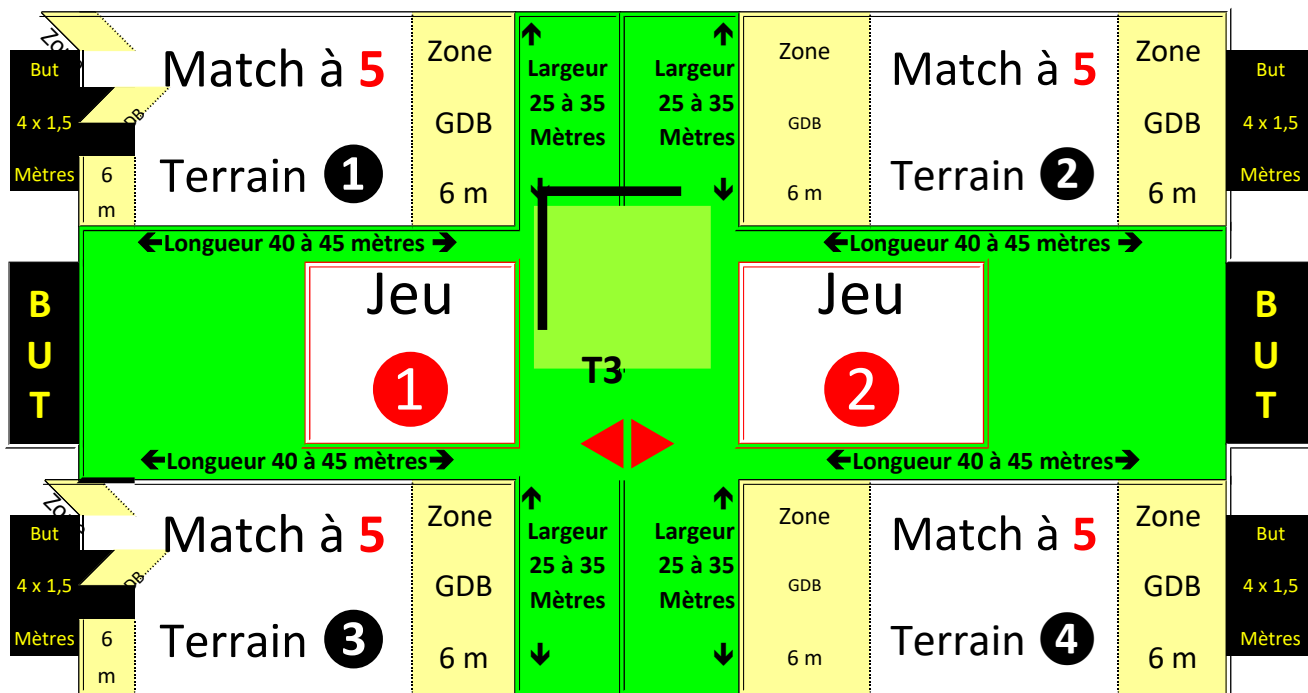 Zone
Match à 5
Zone
Largeur
25 à 35
Mètres
Largeur
25 à 35
Mètres
Zone
Match à 5
Zone
But
4 x 1,5
Mètres
GDB
GDB
GDB
But
4 x 1,5
Mètres
6
m
Terrain 1
6 m
6 m
Terrain 2
6 m
←Longueur 40 à 45 mètres →
←Longueur 40 à 45 mètres →
B
U
T
Jeu
1
T3
Jeu
2
B
U
T
←Longueur 40 à 45 mètres→
←Longueur 40 à 45 mètres→
Match à 5
Zone
Largeur
25 à 35
Mètres
Largeur
25 à 35
Mètres
Zone
Match à 5
Zone
But
4 x 1,5
Mètres
GDB
GDB
GDB
But
4 x 1,5
Mètres
6
m
Terrain 3
6 m
6 m
Terrain 4
6 m